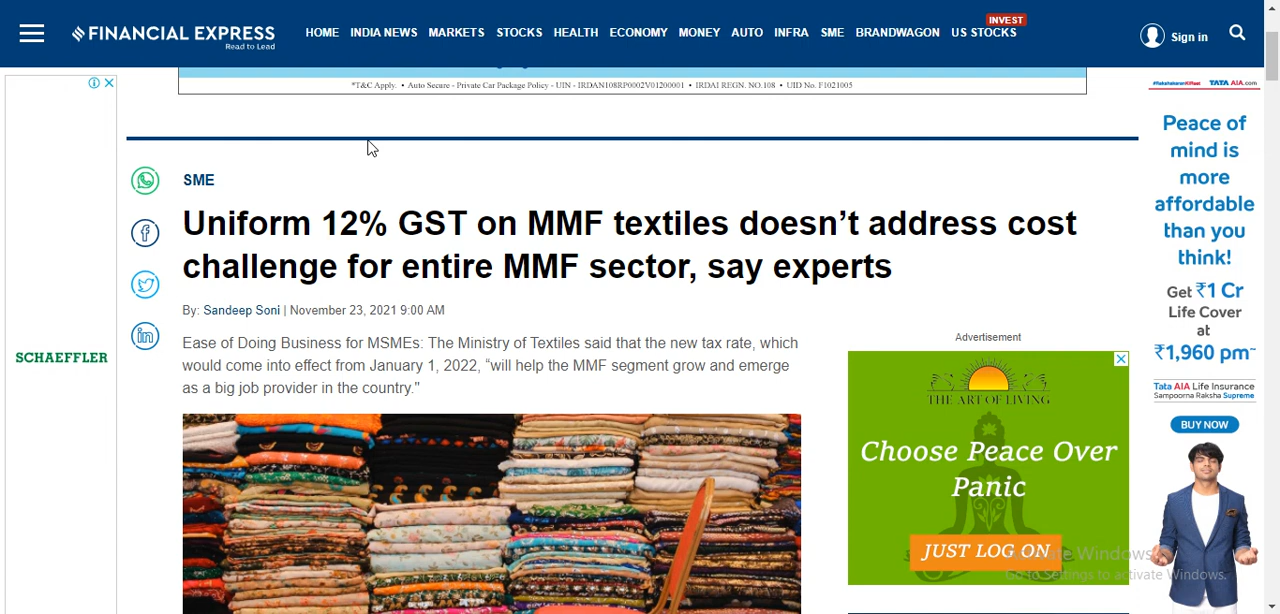 FINANCIAL EXPRESS
Read to Lead
HOME INDIA NEWS MARKETS STOCKS HEALTH ECONOMY MONEY AUTO INFRA SME BRANDWAGON US STOCKS
INVEST
Sign in
*T&C Apply. • Auto Secure - Private Car Package Policy - UIN - IRDAN108RP0002V01200001 • IRDAI REGN. NO.108 • UID No. F1021005
SME
Uniform 12% GST on MMF textiles doesn’t address cost
challenge for entire MMF sector, say experts
By: Sandeep Soni | November 23, 2021 9:00 AM
Ease of Doing Business for MSMEs: The Ministry of Textiles said that the new tax rate, which
would come into effect from January 1, 2022, “will help the MMF segment grow and emerge
as a big job provider in the country."
SCHAEFFLER
Advertisement
THE ART OF LIVING
Choose Peace Over
Panic
JUST LOG ON
TATA AIA.com
Peace of
mind is
more
affordable
than you
think!
Get ₹1 Cr
Life Cover
at
₹1,960 pm~
Tata AIA Life Insurance
Sampoorna Raksha Supreme
BUY NOW
Activate Windows
Go to Settings to activate Windows.